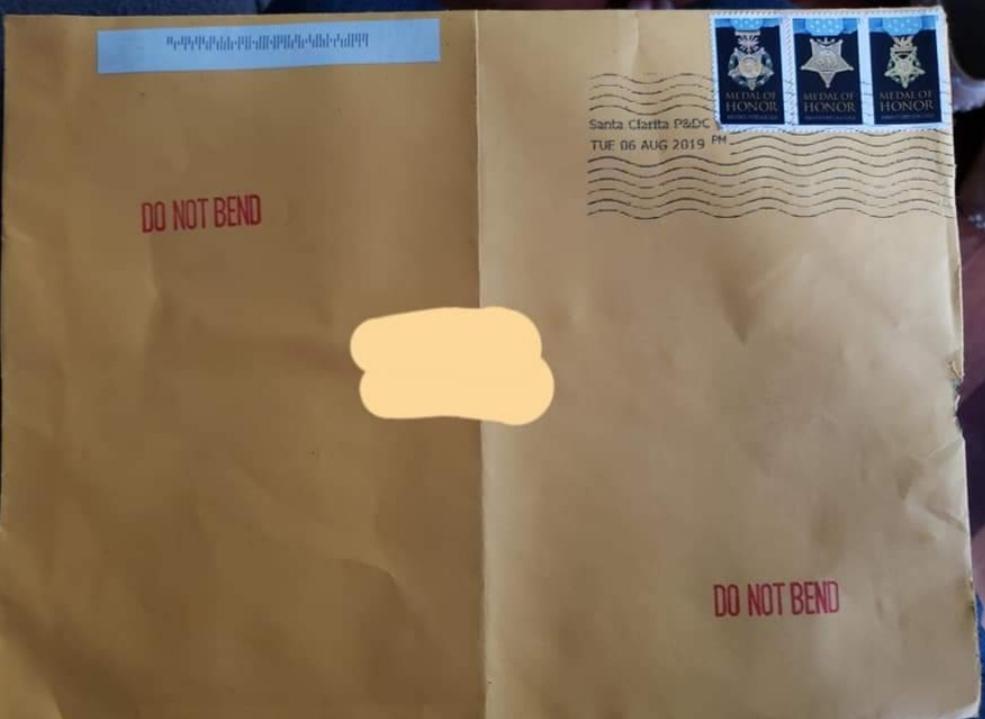 MEDAL OF
HONOR
MEDAL OF
HONOR
MEDAL OF
HONOR
Santa Clarita P&DC
TUE 06 AUG 2019 PM
DO NOT BEND
DO NOT BEND